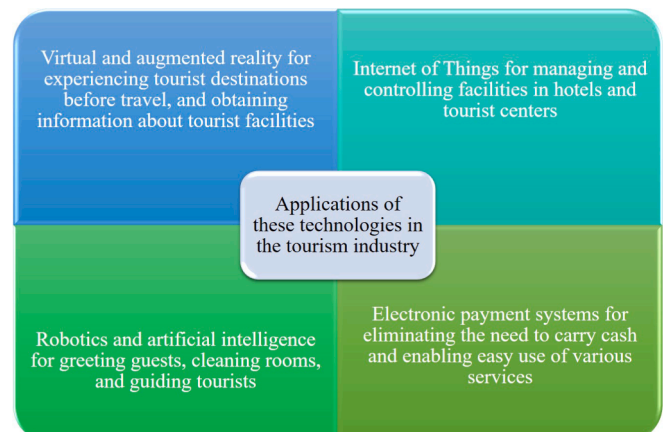 Virtual and augmented reality for
experiencing tourist destinations
before travel, and obtaining
information about tourist facilities
Internet of Things for managing and
controlling facilities in hotels and
tourist centers
Applications of
these technologies in
the tourism industry
Robotics and artificial intelligence
for greeting guests, cleaning rooms,
and guiding tourists
Electronic payment systems for
eliminating the need to carry cash
and enabling easy use of various
services